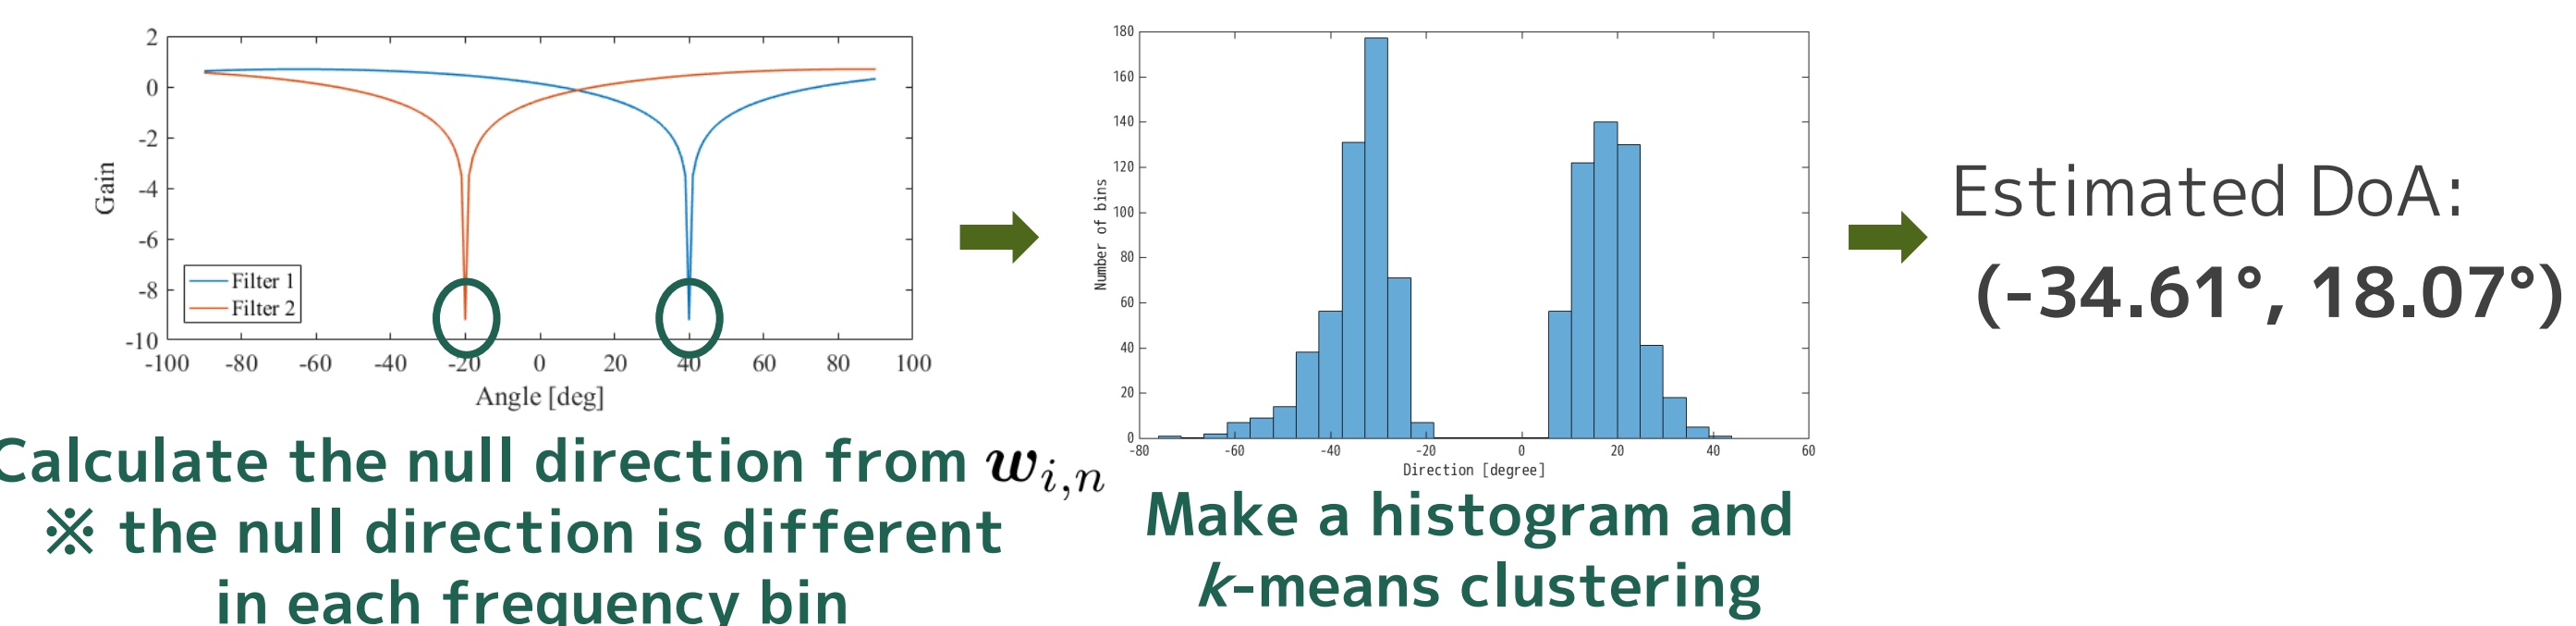 2
0
-2
-4
-6
-8
-10
Gain
Filter 1
Filter 2
-100 -80 -60 -40 -20 0 20 40 60 80 100
Angle [deg]
Calculate the null direction from w_{i,n}
※ the null direction is different
in each frequency bin
180
160
140
120
100
80
60
40
20
0
Number of bins
-80 -60 -40 -20 0 20 40 60
Direction [degree]
Make a histogram and
k-means clustering
Estimated DoA:
(-34.61°, 18.07°)